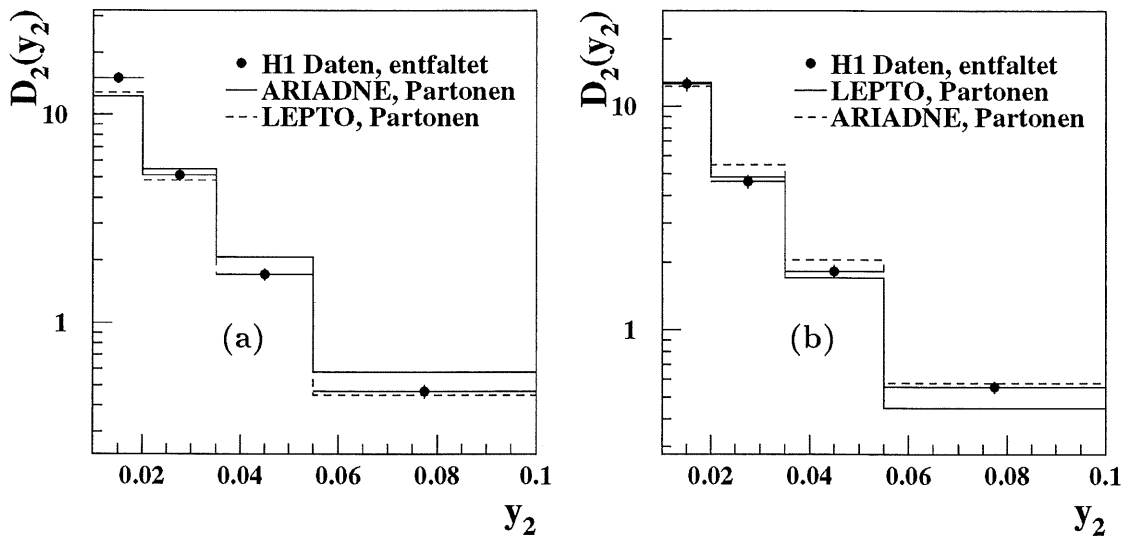 D₂(y₂)
H1 Daten, entfaltet
ARIADNE, Partonen
LEPTO, Partonen
10
1
(a)
0.02 0.04 0.06 0.08 0.1
y₂
D₂(y₂)
H1 Daten, entfaltet
LEPTO, Partonen
ARIADNE, Partonen
10
1
(b)
0.02 0.04 0.06 0.08 0.1
y₂